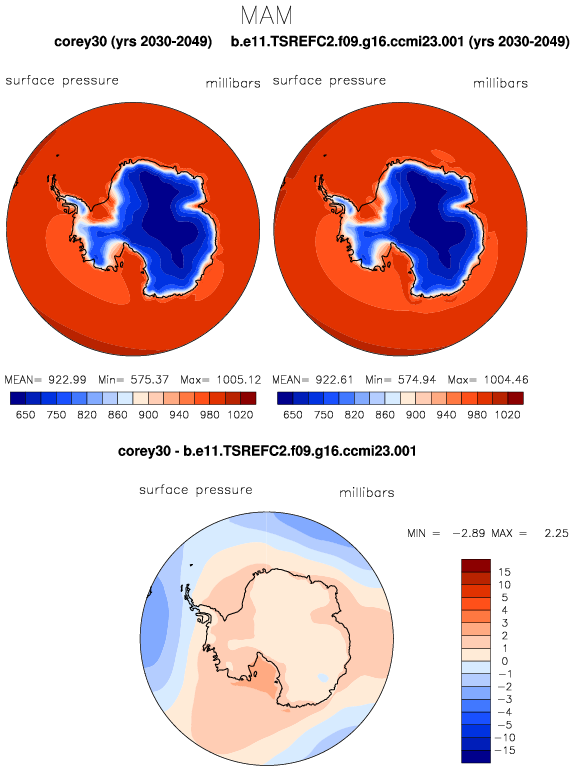 MAM
corey30 (yrs 2030-2049) b.e11.TSREFC2.f09.g16.ccmi23.001 (yrs 2030-2049)
surface pressure millibars surface pressure millibars
MEAN= 922.99 Min= 575.37 Max= 1005.12 MEAN= 922.61 Min= 574.94 Max= 1004.46
650 750 820 860 900 940 980 1020 650 750 820 860 900 940 980 1020
corey30 - b.e11.TSREFC2.f09.g16.ccmi23.001
surface pressure millibars
MIN = -2.89 MAX = 2.25
15
10
5
4
3
2
1
0
-1
-2
-3
-4
-5
-10
-15